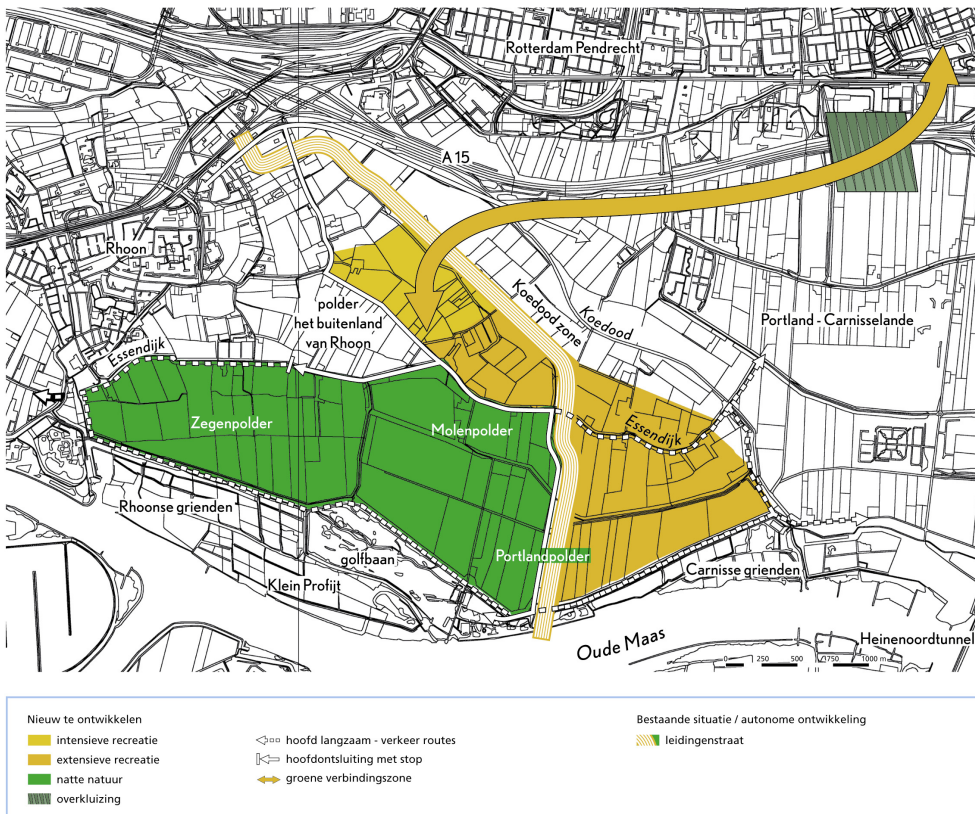 Rotterdam Pendrecht
A 15
Rhoon
polder
het buitenland
van Rhoon
Koedood zone
Koedood
Portland - Carnisselande
Essendijk
Zegenpolder
Molenpolder
Essendijk
Rhoonse grienden
Portlandpolder
golfbaan
Klein Profijt
Carnisse grienden
Oude Maas
Heinenoordtunnel
0 250 500 750 1000 m
Nieuw te ontwikkelen
intensieve recreatie
extensieve recreatie
natte natuur
overkluizing
hoofd langzaam - verkeer routes
hoofdontsluiting met stop
groene verbindingszone
Bestaande situatie / autonome ontwikkeling
leidingenstraat